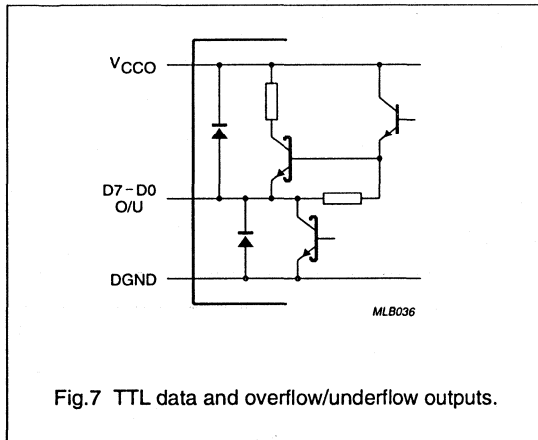 VCCO
D7 – D0
O/U
DGND
MLB036
Fig.7 TTL data and overflow/underflow outputs.